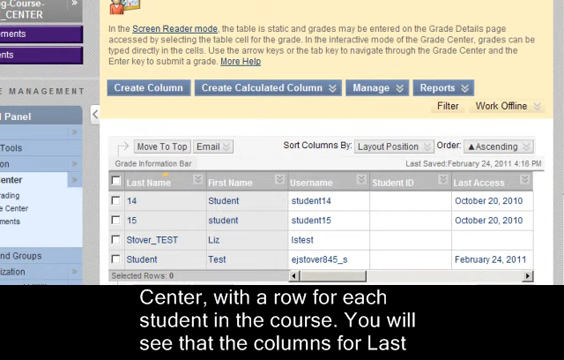 ng-Course-
_CENTER
ements
ents
E MANAGEMENT
l Panel
Tools
on
enter
rading
e Center
ments
nd Groups
ization
In the Screen Reader mode, the table is static and grades may be entered on the Grade Details page
accessed by selecting the table cell for the grade. In the interactive mode of the Grade Center, grades can be
typed directly in the cells. Use the arrow keys or the tab key to navigate through the Grade Center and the
Enter key to submit a grade. More Help
Create Column Create Calculated Column Manage Reports
Filter Work Offline
Move To Top Email Sort Columns By: Layout Position Order: ▲Ascending
Grade Information Bar Last Saved:February 24, 2011 4:16 PM
Last Name First Name Username Student ID Last Access
14 Student student14 October 20, 2010
15 student student15 October 20, 2010
Stover_TEST Liz lstest
Student Test ejstover845_s February 24, 2011
Selected Rows: 0
Center, with a row for each
student in the course. You will
see that the columns for Last